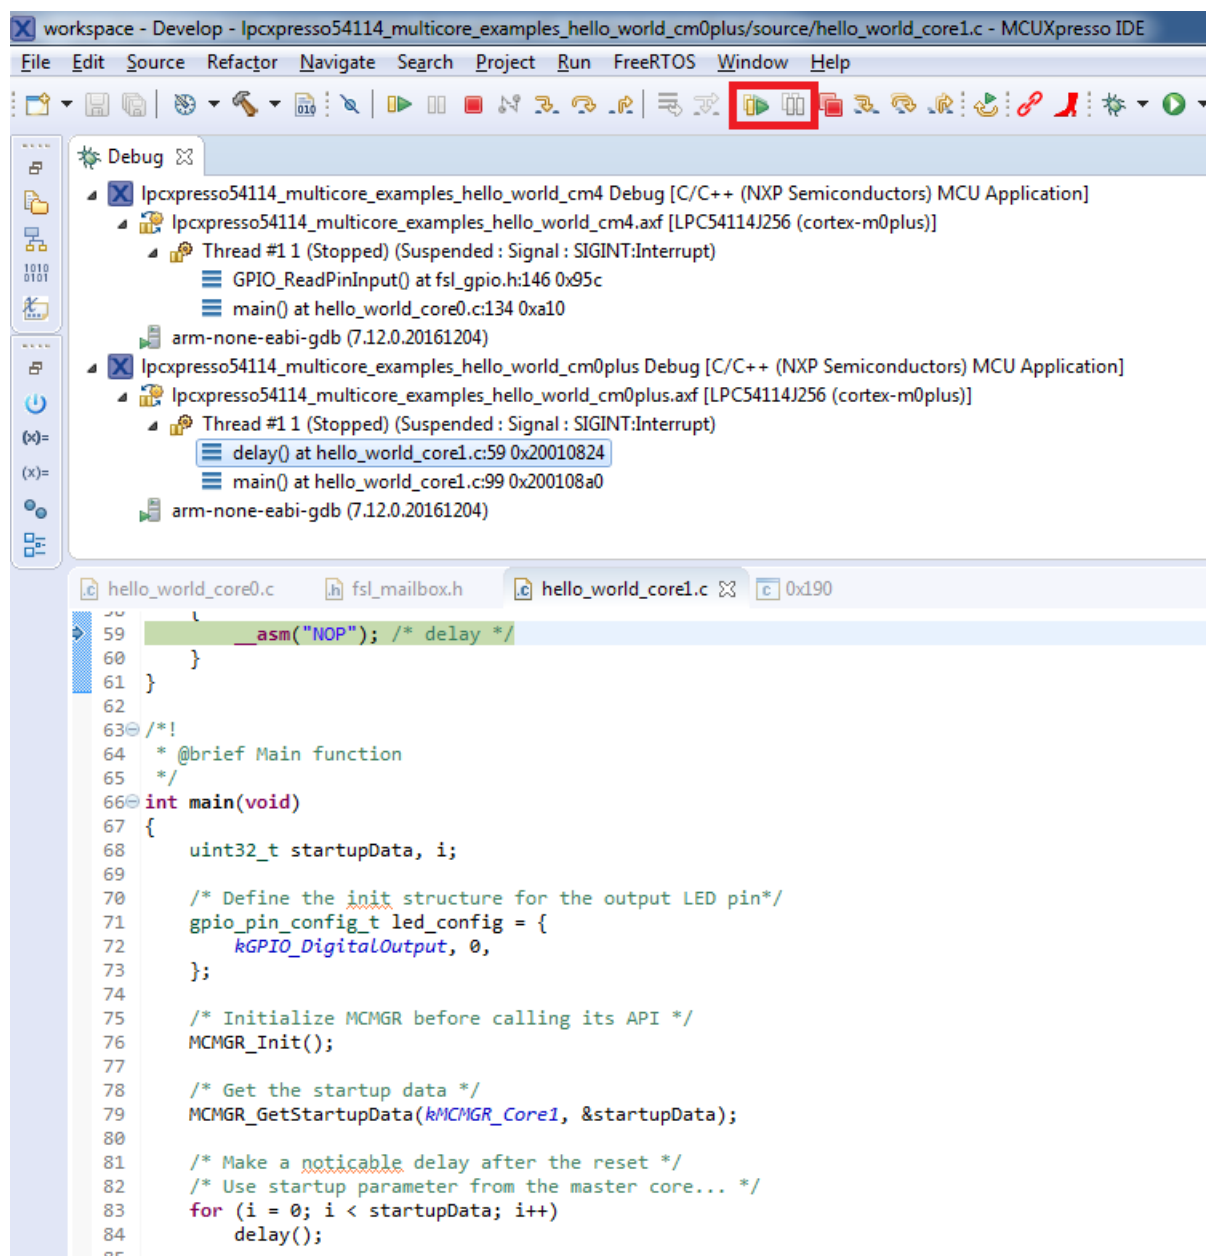 workspace - Develop - lpcxpresso54114_multicore_examples_hello_world_cm0plus/source/hello_world_core1.c - MCUXpresso IDE
File Edit Source Refactor Navigate Search Project Run FreeRTOS Window Help
Debug
lpcxpresso54114_multicore_examples_hello_world_cm4 Debug [C/C++ (NXP Semiconductors) MCU Application]
lpcxpresso54114_multicore_examples_hello_world_cm4.axf [LPC54114J256 (cortex-m0plus)]
Thread #1 1 (Stopped) (Suspended : Signal : SIGINT:Interrupt)
GPIO_ReadPinInput() at fsl_gpio.h:146 0x95c
main() at hello_world_core0.c:134 0xa10
arm-none-eabi-gdb (7.12.0.20161204)
lpcxpresso54114_multicore_examples_hello_world_cm0plus Debug [C/C++ (NXP Semiconductors) MCU Application]
lpcxpresso54114_multicore_examples_hello_world_cm0plus.axf [LPC54114J256 (cortex-m0plus)]
Thread #1 1 (Stopped) (Suspended : Signal : SIGINT:Interrupt)
delay() at hello_world_core1.c:59 0x20010824
main() at hello_world_core1.c:99 0x200108a0
arm-none-eabi-gdb (7.12.0.20161204)
hello_world_core0.c fsl_mailbox.h hello_world_core1.c 0x190
{
59 __asm("NOP"); /* delay */
60 }
61 }
62
63 /*!
64 * @brief Main function
65 */
66 int main(void)
67 {
68 uint32_t startupData, i;
69
70 /* Define the init structure for the output LED pin*/
71 gpio_pin_config_t led_config = {
72 kGPIO_DigitalOutput, 0,
73 };
74
75 /* Initialize MCMGR before calling its API */
76 MCMGR_Init();
77
78 /* Get the startup data */
79 MCMGR_GetStartupData(kMCMGR_Core1, &startupData);
80
81 /* Make a noticable delay after the reset */
82 /* Use startup parameter from the master core... */
83 for (i = 0; i < startupData; i++)
84 delay();